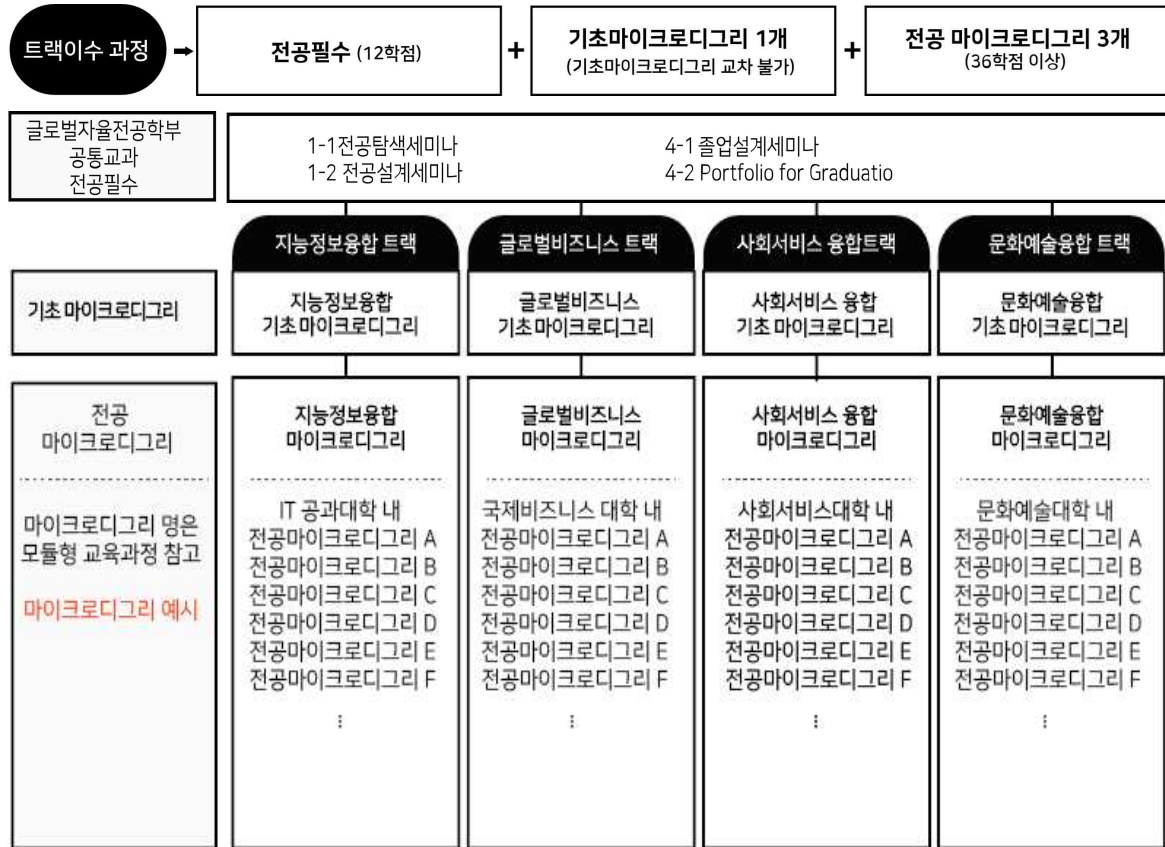 트랙이수 과정
전공필수 (12학점)
+
기초마이크로디그리 1개
(기초마이크로디그리 교차 불가)
+
전공 마이크로디그리 3개
(36학점 이상)
글로벌자율전공학부
공통교과
전공필수
1-1전공탐색세미나
1-2 전공설계세미나
4-1 졸업설계세미나
4-2 Portfolio for Graduatio
지능정보융합 트랙
글로벌비즈니스 트랙
사회서비스 융합트랙
문화예술융합 트랙
기초 마이크로디그리
지능정보융합
기초 마이크로디그리
글로벌비즈니스
기초 마이크로디그리
사회서비스 융합
기초 마이크로디그리
문화예술융합
기초 마이크로디그리
전공
마이크로디그리
마이크로디그리 명은
모듈형 교육과정 참고
마이크로디그리 예시
지능정보융합
마이크로디그리
IT 공과대학 내
전공마이크로디그리 A
전공마이크로디그리 B
전공마이크로디그리 C
전공마이크로디그리 D
전공마이크로디그리 E
전공마이크로디그리 F
⋮
글로벌비즈니스
마이크로디그리
국제비즈니스 대학 내
전공마이크로디그리 A
전공마이크로디그리 B
전공마이크로디그리 C
전공마이크로디그리 D
전공마이크로디그리 E
전공마이크로디그리 F
⋮
사회서비스 융합
마이크로디그리
사회서비스대학 내
전공마이크로디그리 A
전공마이크로디그리 B
전공마이크로디그리 C
전공마이크로디그리 D
전공마이크로디그리 E
전공마이크로디그리 F
⋮
문화예술융합
마이크로디그리
문화예술대학 내
전공마이크로디그리 A
전공마이크로디그리 B
전공마이크로디그리 C
전공마이크로디그리 D
전공마이크로디그리 E
전공마이크로디그리 F
⋮